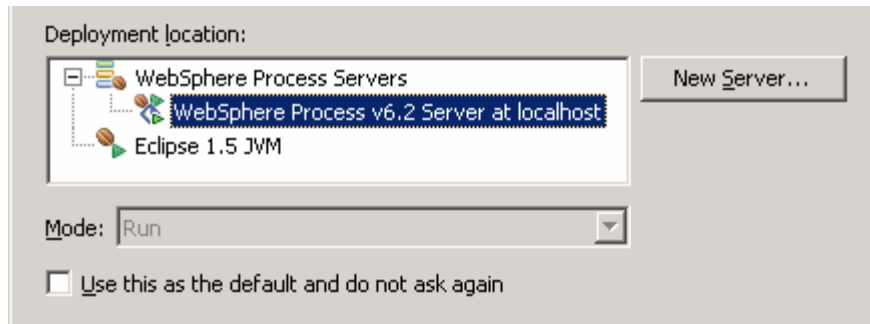 Deployment location:
WebSphere Process Servers
New Server...
WebSphere Process v6.2 Server at localhost
Eclipse 1.5 JVM
Mode: Run
Use this as the default and do not ask again